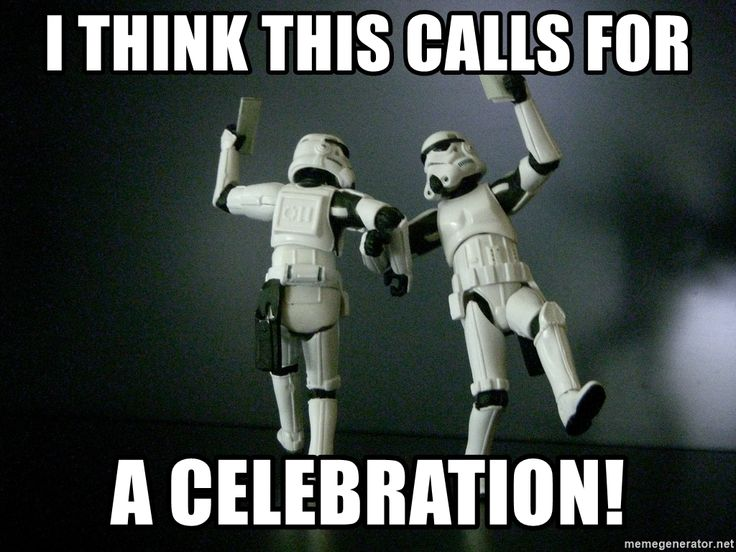 I THINK THIS CALLS FOR
A CELEBRATION!
memegenerator.net